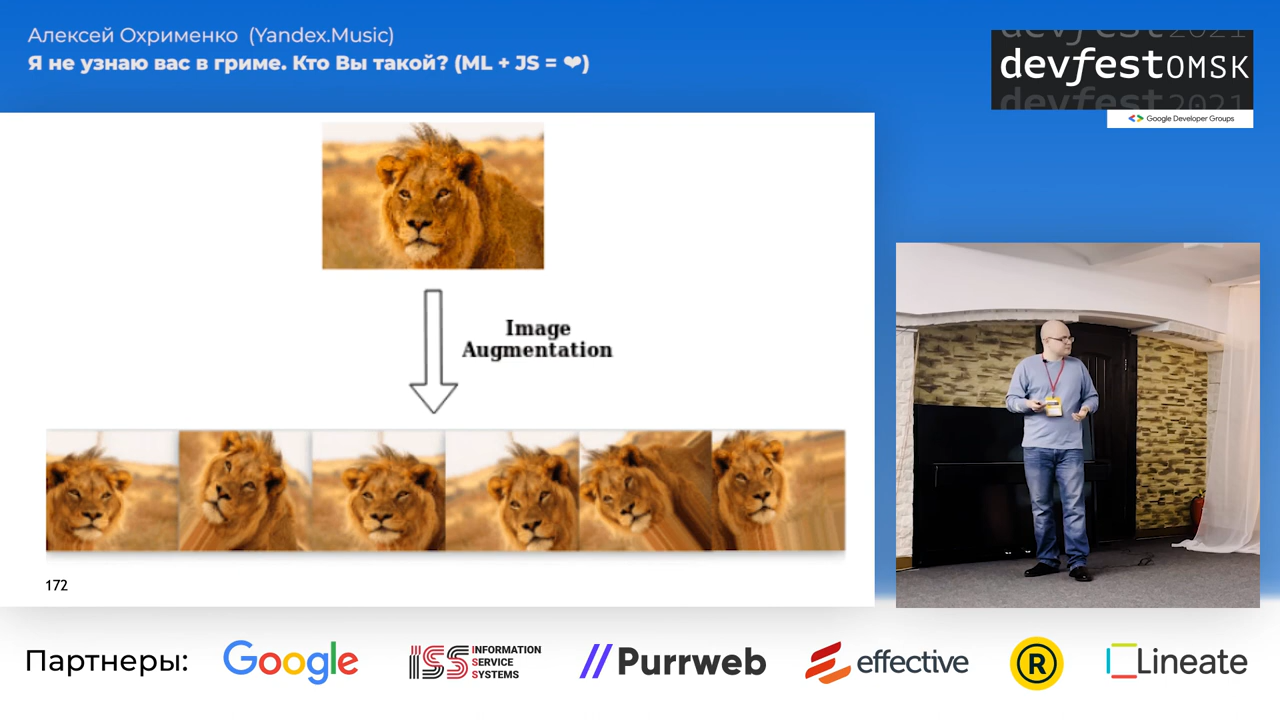 Алексей Охрименко (Yandex.Music)
Я не узнаю вас в гриме. Кто Вы такой? (ML + JS = ❤)
devfest2021
devfestOMSK
devfest2021
Google Developer Groups
Image
Augmentation
172
Партнеры:
Google
iSS INFORMATION
SERVICE
SYSTEMS
Purrweb
effective
R
Lineate